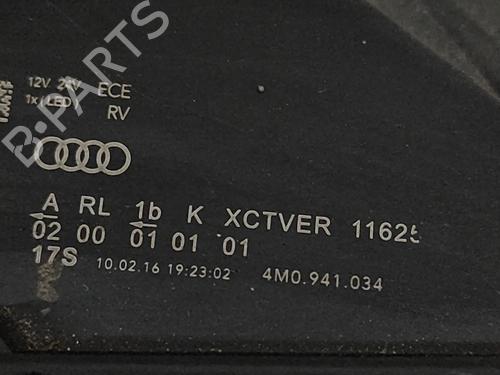 12V 24V ECE
1x(LED) RV
B-PARTS
A RL 1b K XCTVER 11625
02 00 01 01 01
17S 10.02.16 19:23:02 4M0.941.034